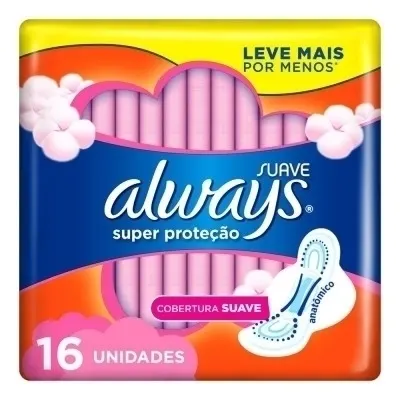 LEVE MAIS
POR MENOS*
SUAVE
always®
super proteção
COBERTURA SUAVE
anatômico
16 UNIDADES